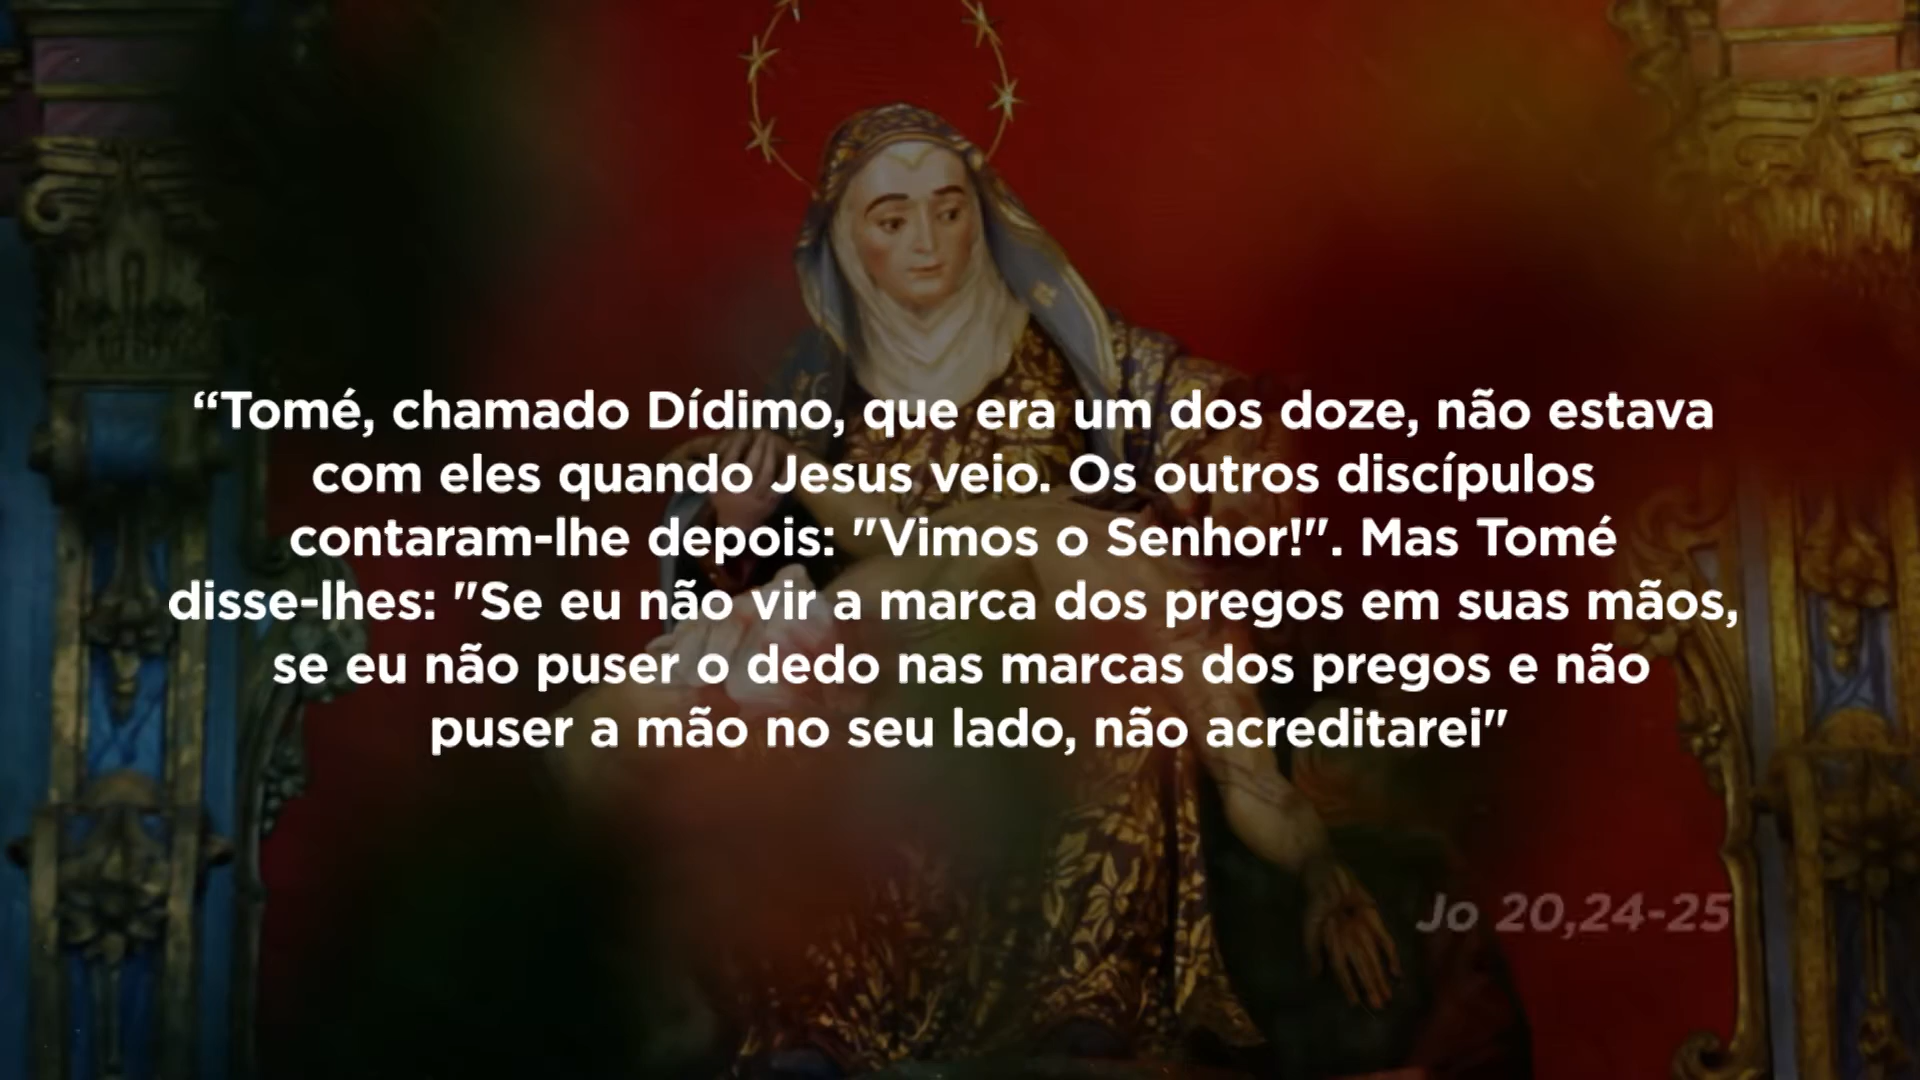 “Tomé, chamado Dídimo, que era um dos doze, não estava
com eles quando Jesus veio. Os outros discípulos
contaram-lhe depois: "Vimos o Senhor!". Mas Tomé
disse-lhes: "Se eu não vir a marca dos pregos em suas mãos,
se eu não puser o dedo nas marcas dos pregos e não
puser a mão no seu lado, não acreditarei"
Jo 20,24-25